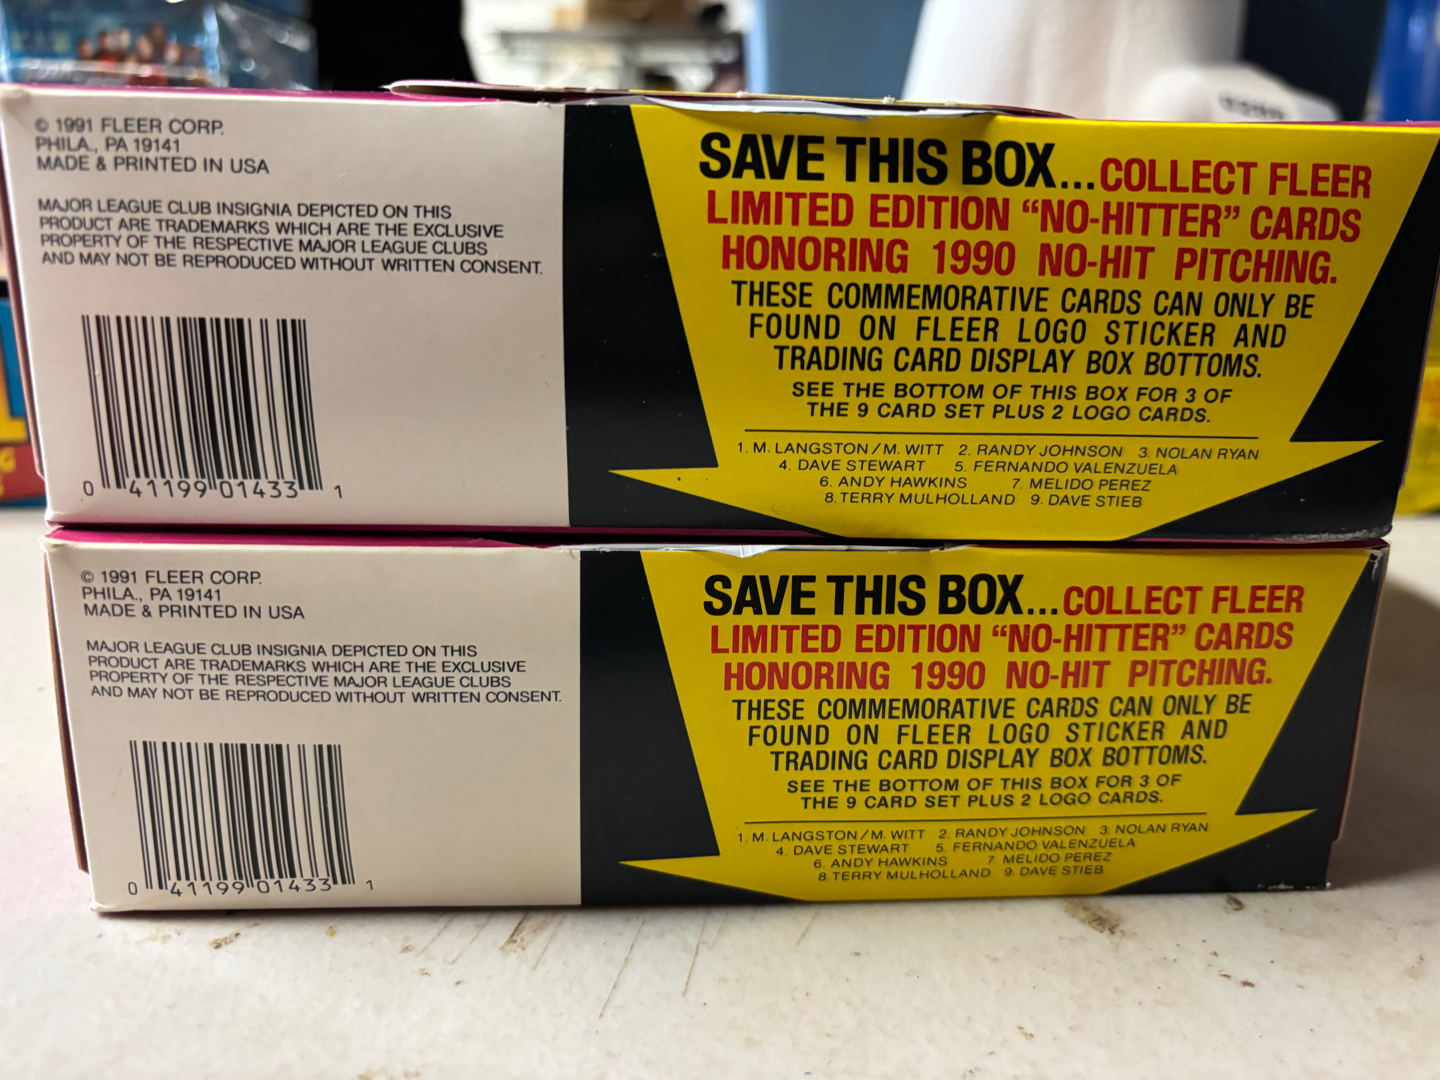 © 1991 FLEER CORP.
PHILA., PA 19141
MADE & PRINTED IN USA
MAJOR LEAGUE CLUB INSIGNIA DEPICTED ON THIS
PRODUCT ARE TRADEMARKS WHICH ARE THE EXCLUSIVE
PROPERTY OF THE RESPECTIVE MAJOR LEAGUE CLUBS
AND MAY NOT BE REPRODUCED WITHOUT WRITTEN CONSENT.
0 41199 01433 1
SAVE THIS BOX...COLLECT FLEER
LIMITED EDITION “NO-HITTER” CARDS
HONORING 1990 NO-HIT PITCHING.
THESE COMMEMORATIVE CARDS CAN ONLY BE
FOUND ON FLEER LOGO STICKER AND
TRADING CARD DISPLAY BOX BOTTOMS.
SEE THE BOTTOM OF THIS BOX FOR 3 OF
THE 9 CARD SET PLUS 2 LOGO CARDS.
1. M. LANGSTON/M. WITT 2. RANDY JOHNSON 3. NOLAN RYAN
4. DAVE STEWART 5. FERNANDO VALENZUELA
6. ANDY HAWKINS 7. MELIDO PEREZ
8. TERRY MULHOLLAND 9. DAVE STIEB
© 1991 FLEER CORP.
PHILA., PA 19141
MADE & PRINTED IN USA
MAJOR LEAGUE CLUB INSIGNIA DEPICTED ON THIS
PRODUCT ARE TRADEMARKS WHICH ARE THE EXCLUSIVE
PROPERTY OF THE RESPECTIVE MAJOR LEAGUE CLUBS
AND MAY NOT BE REPRODUCED WITHOUT WRITTEN CONSENT.
0 41199 01433 1
SAVE THIS BOX...COLLECT FLEER
LIMITED EDITION “NO-HITTER” CARDS
HONORING 1990 NO-HIT PITCHING.
THESE COMMEMORATIVE CARDS CAN ONLY BE
FOUND ON FLEER LOGO STICKER AND
TRADING CARD DISPLAY BOX BOTTOMS.
SEE THE BOTTOM OF THIS BOX FOR 3 OF
THE 9 CARD SET PLUS 2 LOGO CARDS.
1. M. LANGSTON/M. WITT 2. RANDY JOHNSON 3. NOLAN RYAN
4. DAVE STEWART 5. FERNANDO VALENZUELA
6. ANDY HAWKINS 7 MELIDO PEREZ
8. TERRY MULHOLLAND 9. DAVE STIEB